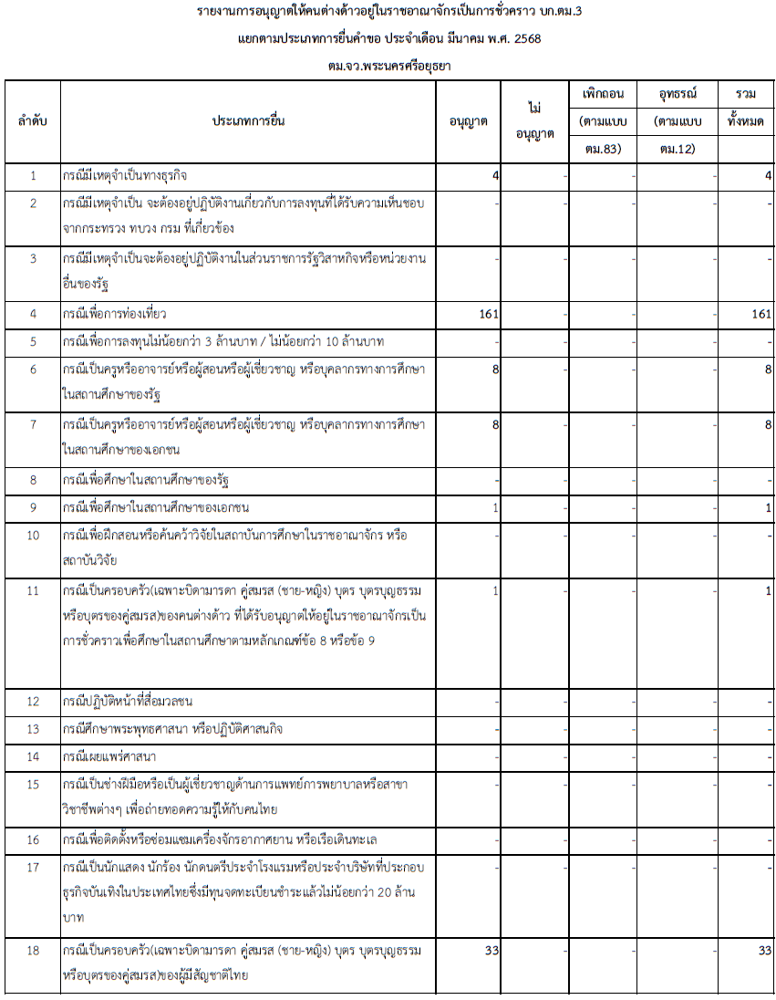 รายงานการอนุญาตให้คนต่างด้าวอยู่ในราชอาณาจักรเป็นการชั่วคราว บก.ตม.3
แยกตามประเภทการยื่นคำขอ ประจำเดือน มีนาคม พ.ศ. 2568
ตม.จว.พระนครศรีอยุธยา
ลำดับ ประเภทการยื่น อนุญาต ไม่อนุญาต เพิกถอน (ตามแบบ ตม.83) อุทธรณ์ (ตามแบบ ตม.12) รวมทั้งหมด
1 กรณีมีเหตุจำเป็นทางธุรกิจ 4 - - - 4
2 กรณีมีเหตุจำเป็น จะต้องอยู่ปฏิบัติงานเกี่ยวกับการลงทุนที่ได้รับความเห็นชอบ - - - - -
จากกระทรวง ทบวง กรม ที่เกี่ยวข้อง
3 กรณีมีเหตุจำเป็นจะต้องอยู่ปฏิบัติงานในส่วนราชการรัฐวิสาหกิจหรือหน่วยงาน - - - - -
อื่นของรัฐ
4 กรณีเพื่อการท่องเที่ยว 161 - - - 161
5 กรณีเพื่อการลงทุนไม่น้อยกว่า 3 ล้านบาท / ไม่น้อยกว่า 10 ล้านบาท - - - - -
6 กรณีเป็นครูหรืออาจารย์หรือผู้สอนหรือผู้เชี่ยวชาญ หรือบุคลากรทางการศึกษา 8 - - - 8
ในสถานศึกษาของรัฐ
7 กรณีเป็นครูหรืออาจารย์หรือผู้สอนหรือผู้เชี่ยวชาญ หรือบุคลากรทางการศึกษา 8 - - - 8
ในสถานศึกษาของเอกชน
8 กรณีเพื่อศึกษาในสถานศึกษาของรัฐ - - - - -
9 กรณีเพื่อศึกษาในสถานศึกษาของเอกชน 1 - - - 1
10 กรณีเพื่อฝึกสอนหรือค้นคว้าวิจัยในสถาบันการศึกษาในราชอาณาจักร หรือ - - - - -
สถาบันวิจัย
11 กรณีเป็นครอบครัว(เฉพาะบิดามารดา คู่สมรส (ชาย-หญิง) บุตร บุตรบุญธรรม 1 - - - 1
หรือบุตรของคู่สมรส)ของคนต่างด้าว ที่ได้รับอนุญาตให้อยู่ในราชอาณาจักรเป็น
การชั่วคราวเพื่อศึกษาในสถานศึกษาตามหลักเกณฑ์ข้อ 8 หรือข้อ 9
12 กรณีปฏิบัติหน้าที่สื่อมวลชน - - - - -
13 กรณีศึกษาพระพุทธศาสนา หรือปฏิบัติศาสนกิจ - - - - -
14 กรณีเผยแพร่ศาสนา - - - - -
15 กรณีเป็นช่างฝีมือหรือเป็นผู้เชี่ยวชาญด้านการแพทย์การพยาบาลหรือสาขา - - - - -
วิชาชีพต่างๆ เพื่อถ่ายทอดความรู้ให้กับคนไทย
16 กรณีเพื่อติดตั้งหรือซ่อมแซมเครื่องจักรอากาศยาน หรือเรือเดินทะเล - - - - -
17 กรณีเป็นนักแสดง นักร้อง นักดนตรีประจำโรงแรมหรือประจำบริษัทที่ประกอบ - - - - -
ธุรกิจบันเทิงในประเทศไทยซึ่งมีทุนจดทะเบียนชำระแล้วไม่น้อยกว่า 20 ล้าน
บาท
18 กรณีเป็นครอบครัว(เฉพาะบิดามารดา คู่สมรส (ชาย-หญิง) บุตร บุตรบุญธรรม 33 - - - 33
หรือบุตรของคู่สมรส)ของผู้มีสัญชาติไทย